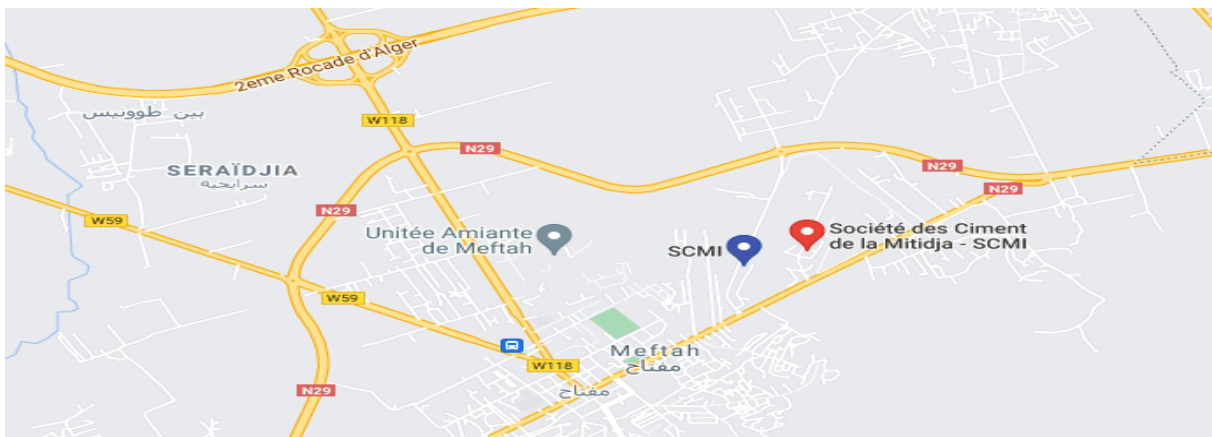 2eme Rocade d'Alger
بين طوونيس
W118
N29
N29
SERAÏDJIA
سرايجية
N29
N29
W59
Unitée Amiante
de Meftah
SCMI
Société des Ciment
de la Mitidja - SCMI
W59
Meftah
مفتاح
W118
N29
مفتاح